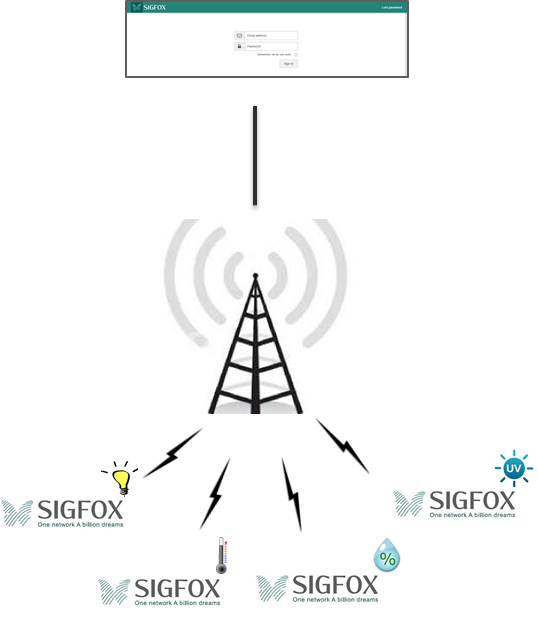 SIGFOX
Lost password
Email address
Password
Remember me for one week
Sign in
UV
SIGFOX
One network A billion dreams
SIGFOX
One network A billion dreams
%
SIGFOX
One network A billion dreams
SIGFOX
One network A billion dreams